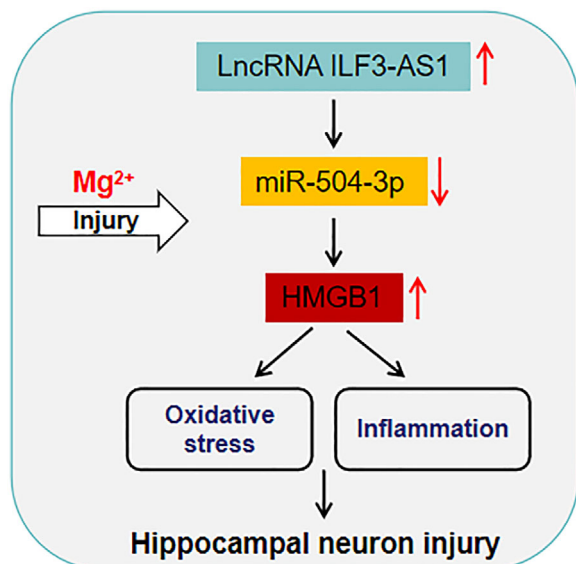 LncRNA ILF3-AS1
Mg²⁺
miR-504-3p
Injury
HMGB1
Oxidative
stress
Inflammation
Hippocampal neuron injury